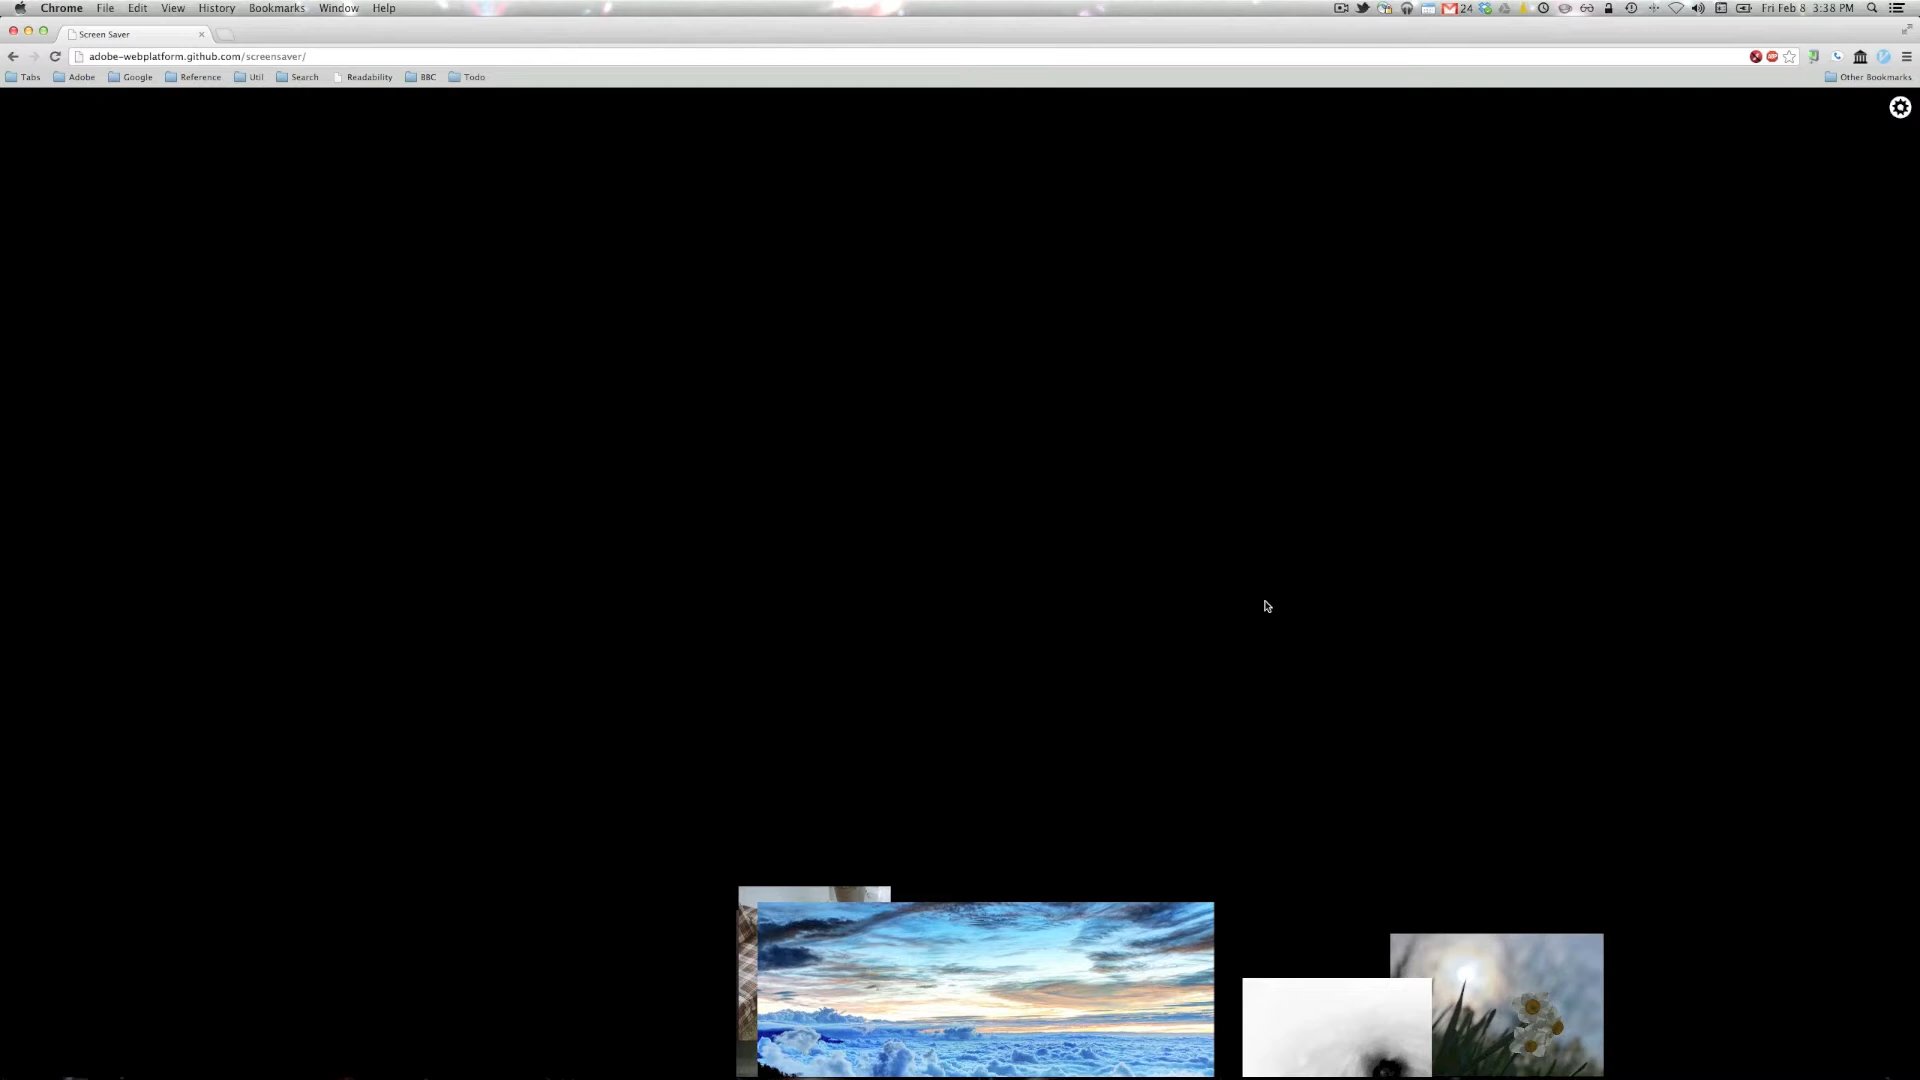 Chrome File Edit View History Bookmarks Window Help 24 Fri Feb 8 3:38 PM
Screen Saver
adobe-webplatform.github.com/screensaver/
Tabs Adobe Google Reference Util Search Readability BBC Todo Other Bookmarks